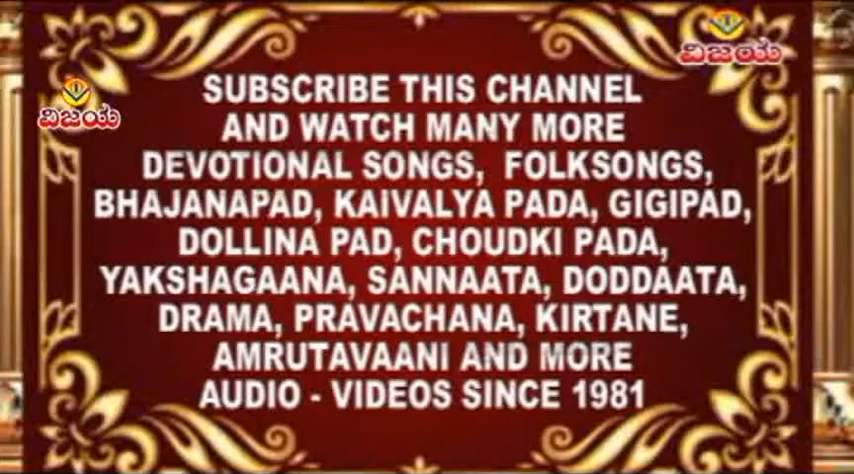 ವಿಜಯ
ವಿಜಯ
SUBSCRIBE THIS CHANNEL
AND WATCH MANY MORE
DEVOTIONAL SONGS, FOLKSONGS,
BHAJANAPAD, KAIVALYA PADA, GIGIPAD,
DOLLINA PAD, CHOUDKI PADA,
YAKSHAGAANA, SANNAATA, DODDAATA,
DRAMA, PRAVACHANA, KIRTANE,
AMRUTAVAANI AND MORE
AUDIO - VIDEOS SINCE 1981